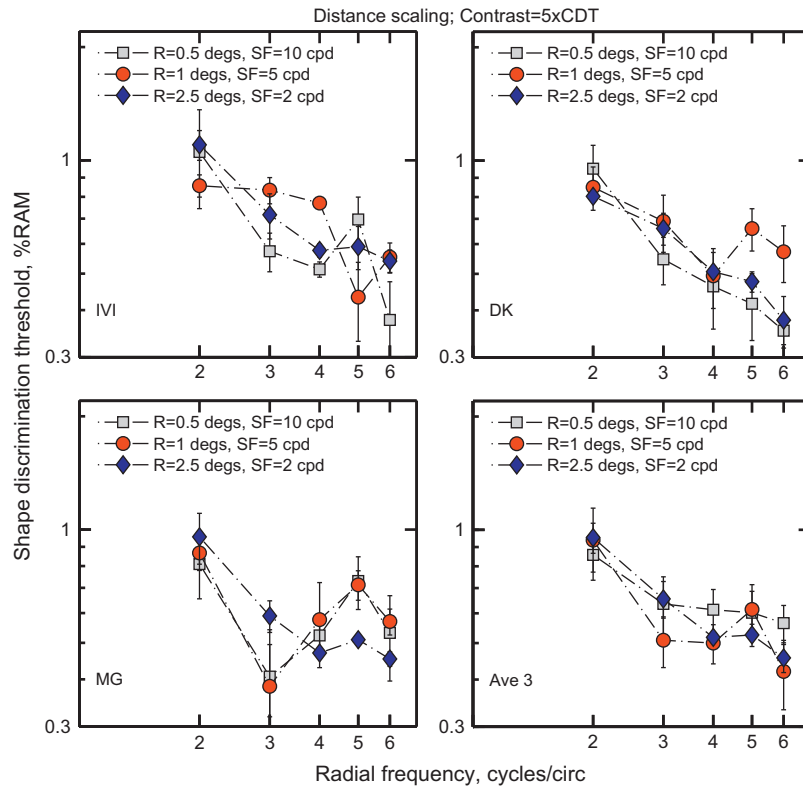 Distance scaling; Contrast=5xCDT
R=0.5 degs, SF=10 cpd
R=1 degs, SF=5 cpd
R=2.5 degs, SF=2 cpd
1
IVI
0.3
2 3 4 5 6
R=0.5 degs, SF=10 cpd
R=1 degs, SF=5 cpd
R=2.5 degs, SF=2 cpd
1
DK
0.3
2 3 4 5 6
Shape discrimination threshold, %RAM
R=0.5 degs, SF=10 cpd
R=1 degs, SF=5 cpd
R=2.5 degs, SF=2 cpd
1
MG
0.3
2 3 4 5 6
R=0.5 degs, SF=10 cpd
R=1 degs, SF=5 cpd
R=2.5 degs, SF=2 cpd
1
Ave 3
0.3
2 3 4 5 6
Radial frequency, cycles/circ